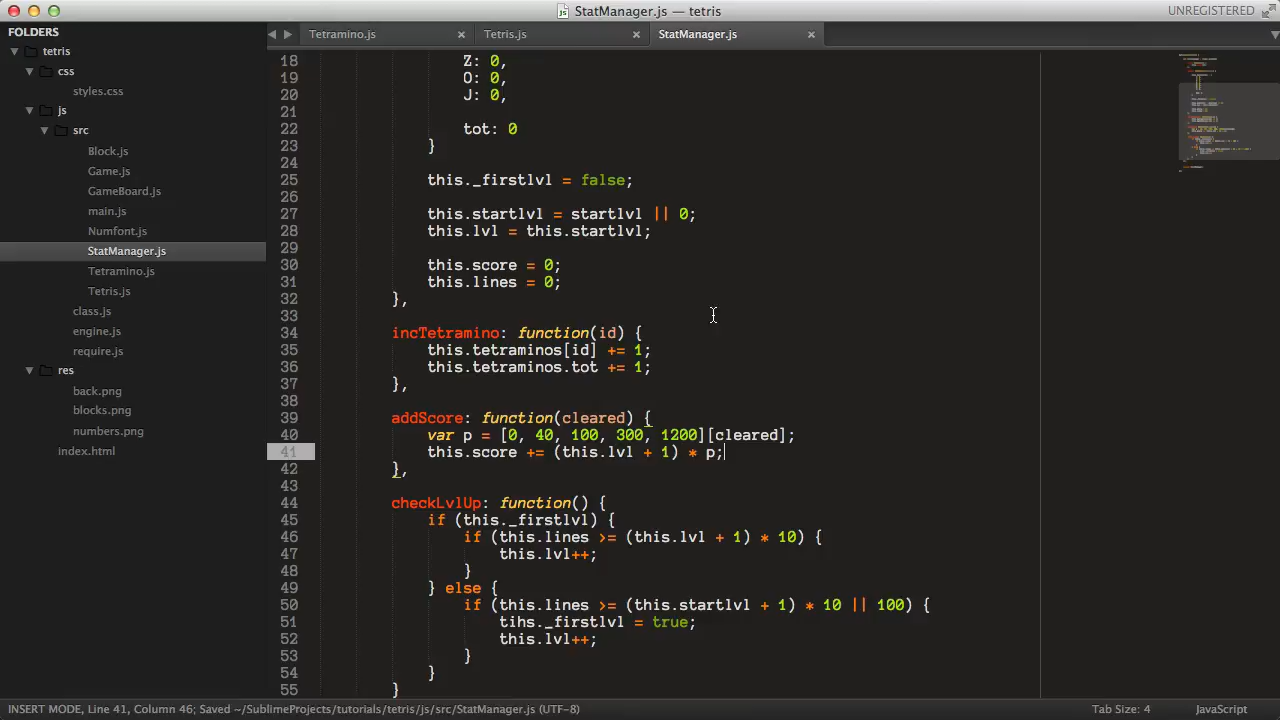 StatManager.js — tetris
UNREGISTERED
FOLDERS
tetris
css
styles.css
js
src
Block.js
Game.js
GameBoard.js
main.js
Numfont.js
StatManager.js
Tetramino.js
Tetris.js
class.js
engine.js
require.js
res
back.png
blocks.png
numbers.png
index.html
Tetramino.js
Tetris.js
StatManager.js
18 Z: 0,
19 O: 0,
20 J: 0,
21
22 tot: 0
23 }
24
25 this._firstlvl = false;
26
27 this.startlvl = startlvl || 0;
28 this.lvl = this.startlvl;
29
30 this.score = 0;
31 this.lines = 0;
32 },
33
34 incTetramino: function(id) {
35 this.tetraminos[id] += 1;
36 this.tetraminos.tot += 1;
37 },
38
39 addScore: function(cleared) {
40 var p = [0, 40, 100, 300, 1200][cleared];
41 this.score += (this.lvl + 1) * p;
42 },
43
44 checkLvlUp: function() {
45 if (this._firstlvl) {
46 if (this.lines >= (this.lvl + 1) * 10) {
47 this.lvl++;
48 }
49 } else {
50 if (this.lines >= (this.startlvl + 1) * 10 || 100) {
51 tihs._firstlvl = true;
52 this.lvl++;
53 }
54 }
55 }
INSERT MODE, Line 41, Column 46; Saved ~/SublimeProjects/tutorials/tetris/js/src/StatManager.js (UTF-8)
Tab Size: 4
JavaScript